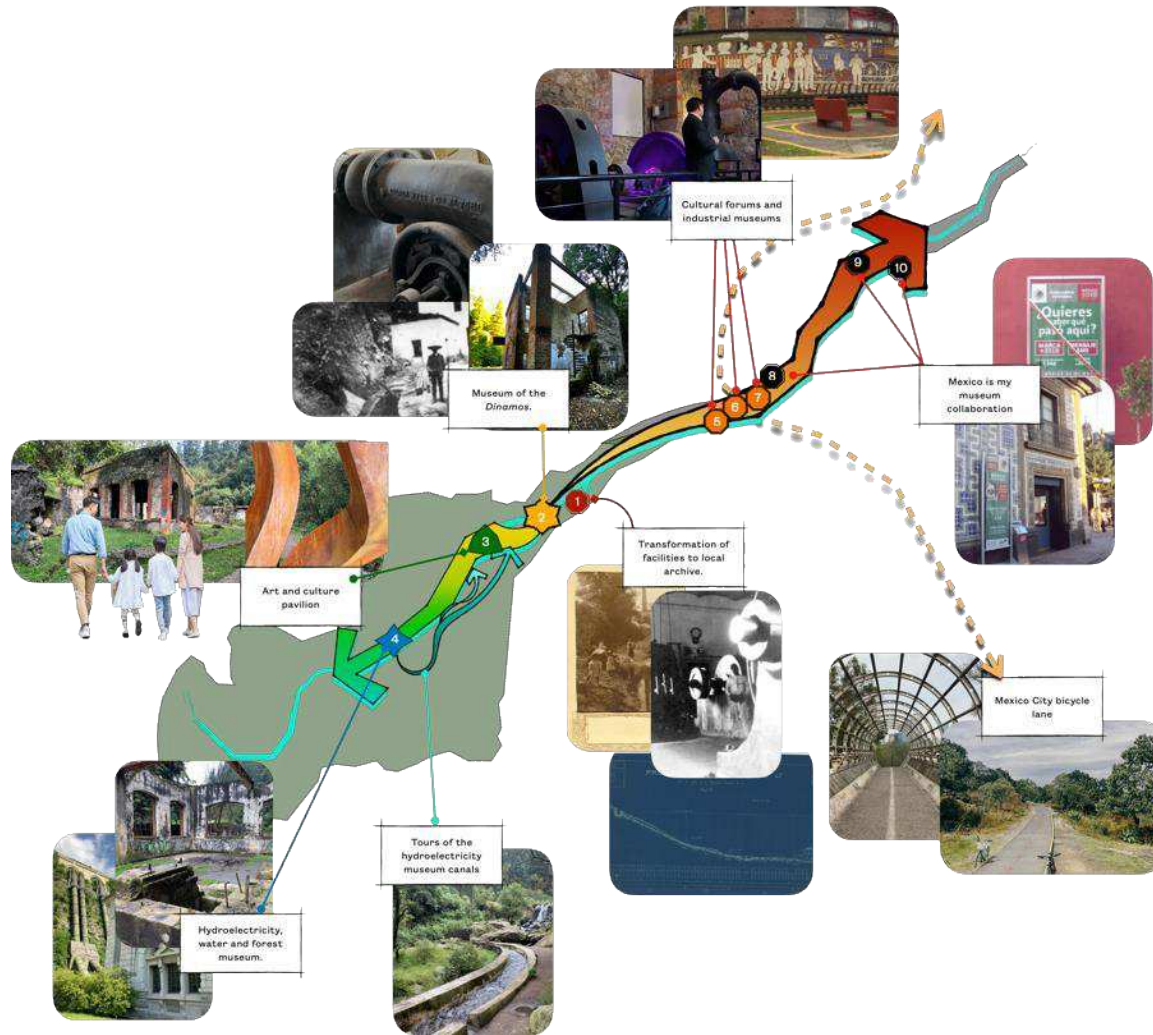 Cultural forums and
industrial museums
9
10
¿Quieres
saber qué
pasó aquí?
Museum of the
Dinamos.
8
7
6
5
Mexico is my
museum
collaboration
1
2
3
Transformation of
facilities to local
archive.
Art and culture
pavilion
4
Mexico City bicycle
lane
Tours of the
hydroelectricity
museum canals
Hydroelectricity,
water and forest
museum.